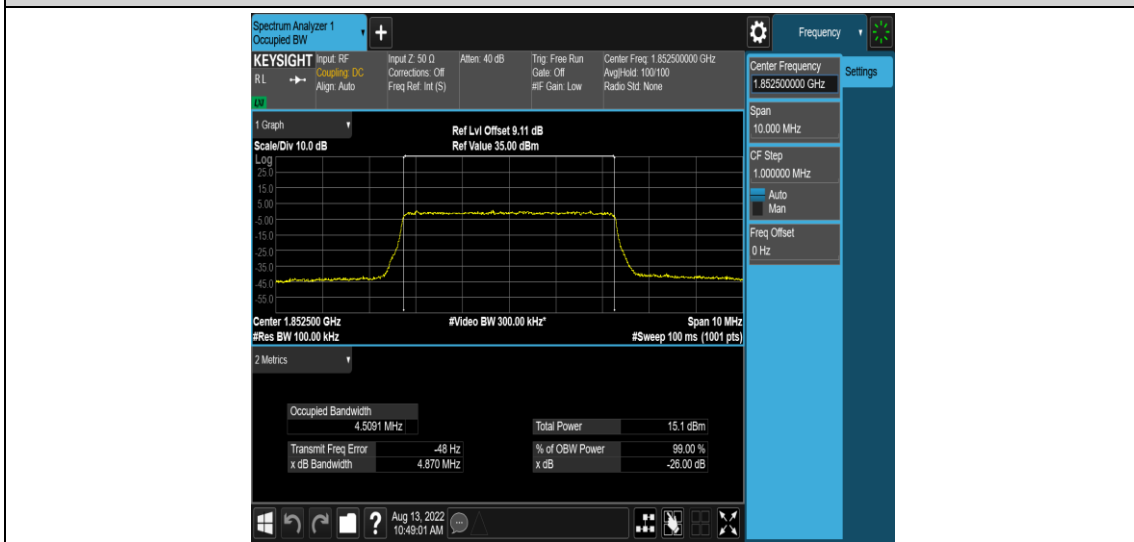 Spectrum Analyzer 1
Occupied BW
Frequency
KEYSIGHT
RL
Input: RF
Coupling: DC
Align: Auto
Input Z: 50 Ω
Corrections: Off
Freq Ref: Int (S)
Atten: 40 dB
Trig: Free Run
Gate: Off
#IF Gain: Low
Center Freq: 1.852500000 GHz
Avg|Hold: 100/100
Radio Std: None
1 Graph
Scale/Div 10.0 dB
Ref Lvl Offset 9.11 dB
Ref Value 35.00 dBm
Log
25.0
15.0
5.00
-5.00
-15.0
-25.0
-35.0
-45.0
-55.0
Center 1.852500 GHz
#Res BW 100.00 kHz
#Video BW 300.00 kHz*
Span 10 MHz
#Sweep 100 ms (1001 pts)
2 Metrics
Occupied Bandwidth
4.5091 MHz
Transmit Freq Error -48 Hz
x dB Bandwidth 4.870 MHz
Total Power 15.1 dBm
% of OBW Power 99.00 %
x dB -26.00 dB
Center Frequency
1.852500000 GHz
Settings
Span
10.000 MHz
CF Step
1.000000 MHz
Auto
Man
Freq Offset
0 Hz
?
Aug 13, 2022
10:49:01 AM